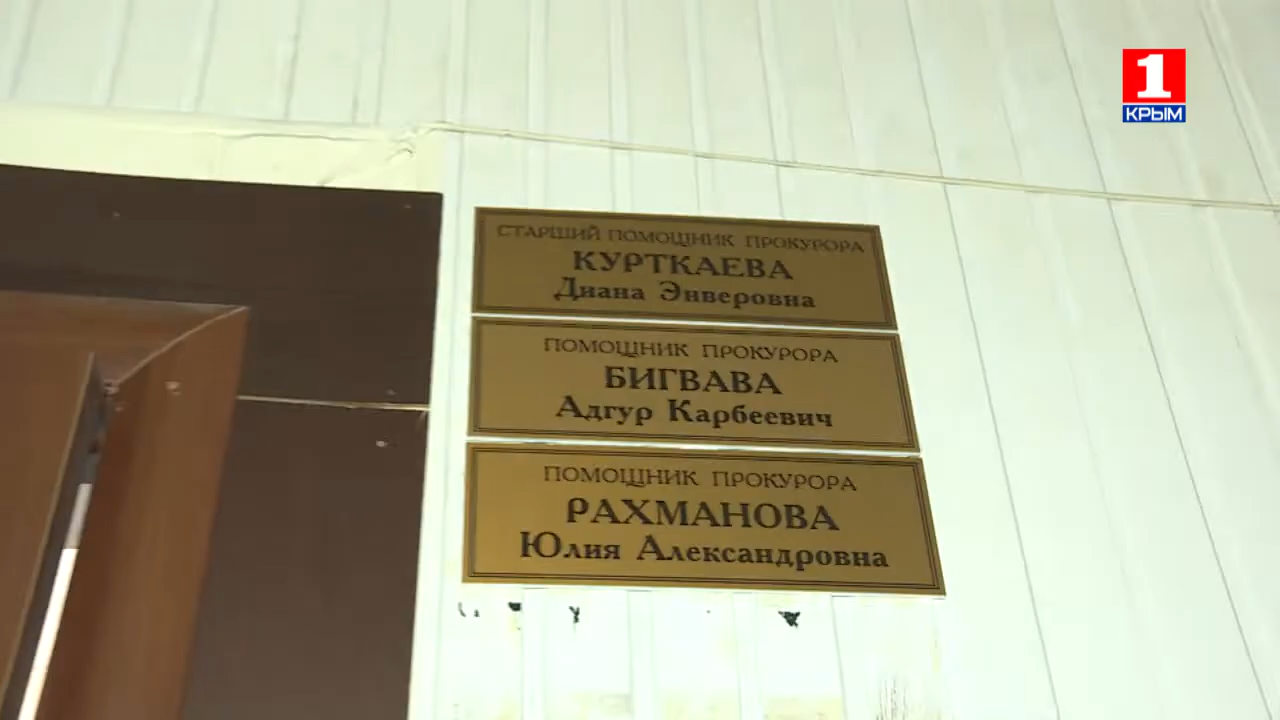 1
КРЫМ
СТАРШИЙ ПОМОЩНИК ПРОКУРОРА
КУРТКАЕВА
Диана Энверовна
ПОМОЩНИК ПРОКУРОРА
БИГВАВА
Адгур Карбеевич
ПОМОЩНИК ПРОКУРОРА
РАХМАНОВА
Юлия Александровна